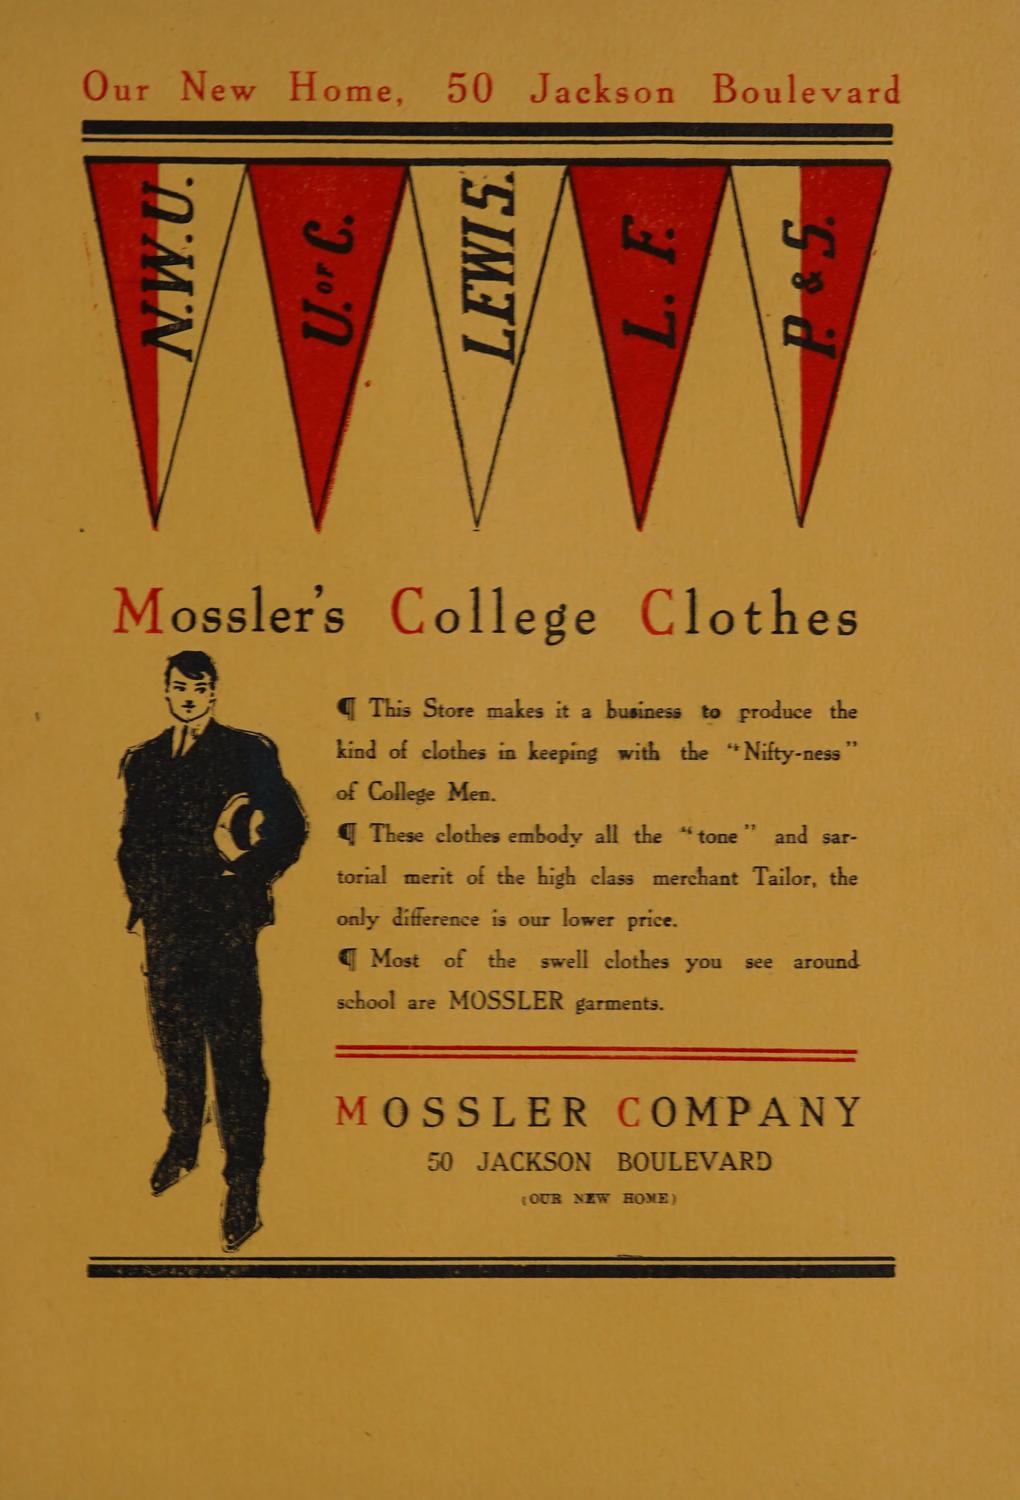 Our New Home, 50 Jackson Boulevard
N.W.U.
U. OF C.
LEWIS.
L. F.
P. & S.
Mossler's College Clothes
¶ This Store makes it a business to produce the
kind of clothes in keeping with the "Nifty-ness"
of College Men.
¶ These clothes embody all the "tone" and sar-
torial merit of the high class merchant Tailor, the
only difference is our lower price.
¶ Most of the swell clothes you see around
school are MOSSLER garments.
MOSSLER COMPANY
50 JACKSON BOULEVARD
(OUR NEW HOME)